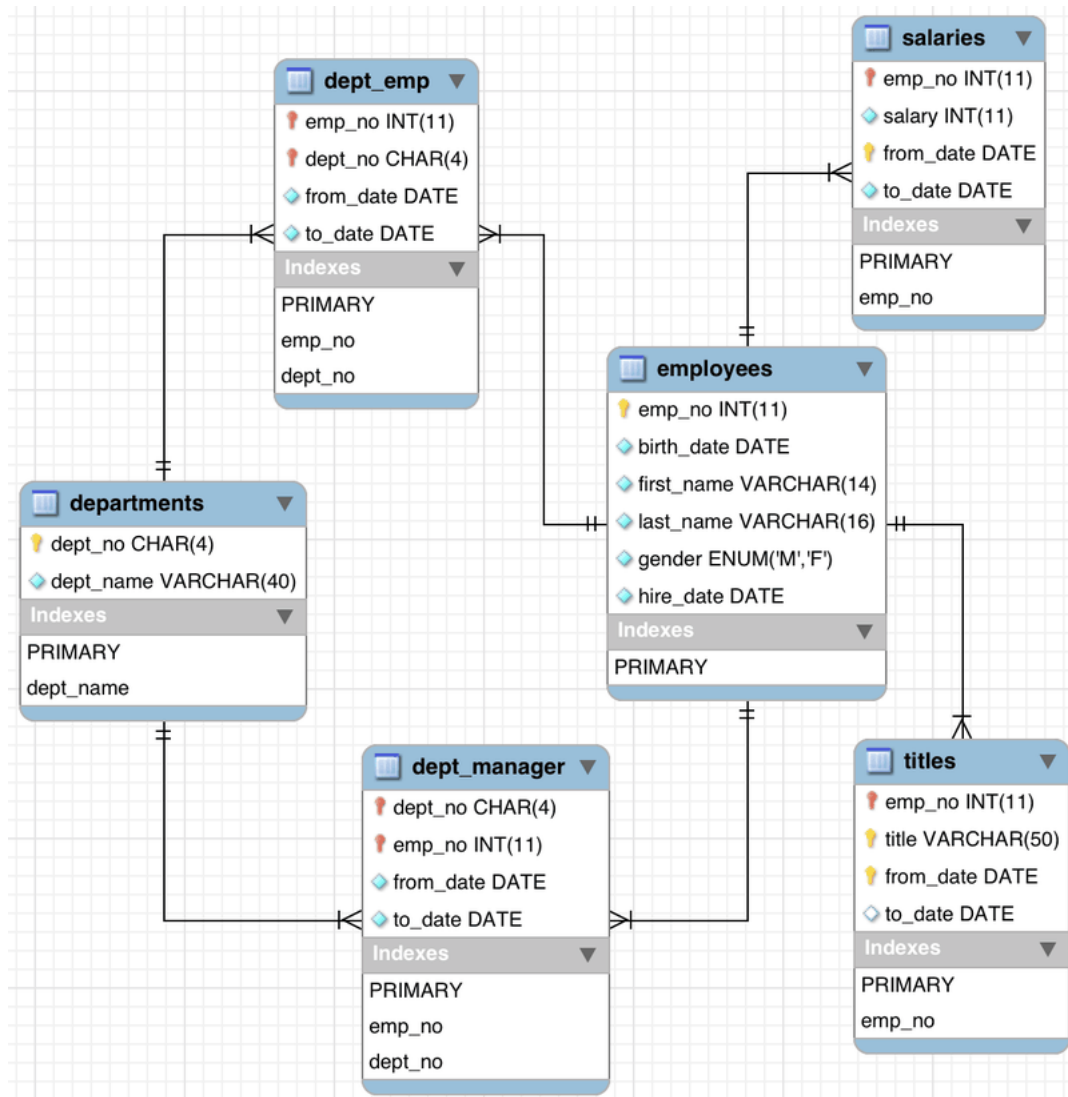 dept_emp
emp_no INT(11)
dept_no CHAR(4)
from_date DATE
to_date DATE
Indexes
PRIMARY
emp_no
dept_no
salaries
emp_no INT(11)
salary INT(11)
from_date DATE
to_date DATE
Indexes
PRIMARY
emp_no
employees
emp_no INT(11)
birth_date DATE
first_name VARCHAR(14)
last_name VARCHAR(16)
gender ENUM('M','F')
hire_date DATE
Indexes
PRIMARY
departments
dept_no CHAR(4)
dept_name VARCHAR(40)
Indexes
PRIMARY
dept_name
dept_manager
dept_no CHAR(4)
emp_no INT(11)
from_date DATE
to_date DATE
Indexes
PRIMARY
emp_no
dept_no
titles
emp_no INT(11)
title VARCHAR(50)
from_date DATE
to_date DATE
Indexes
PRIMARY
emp_no